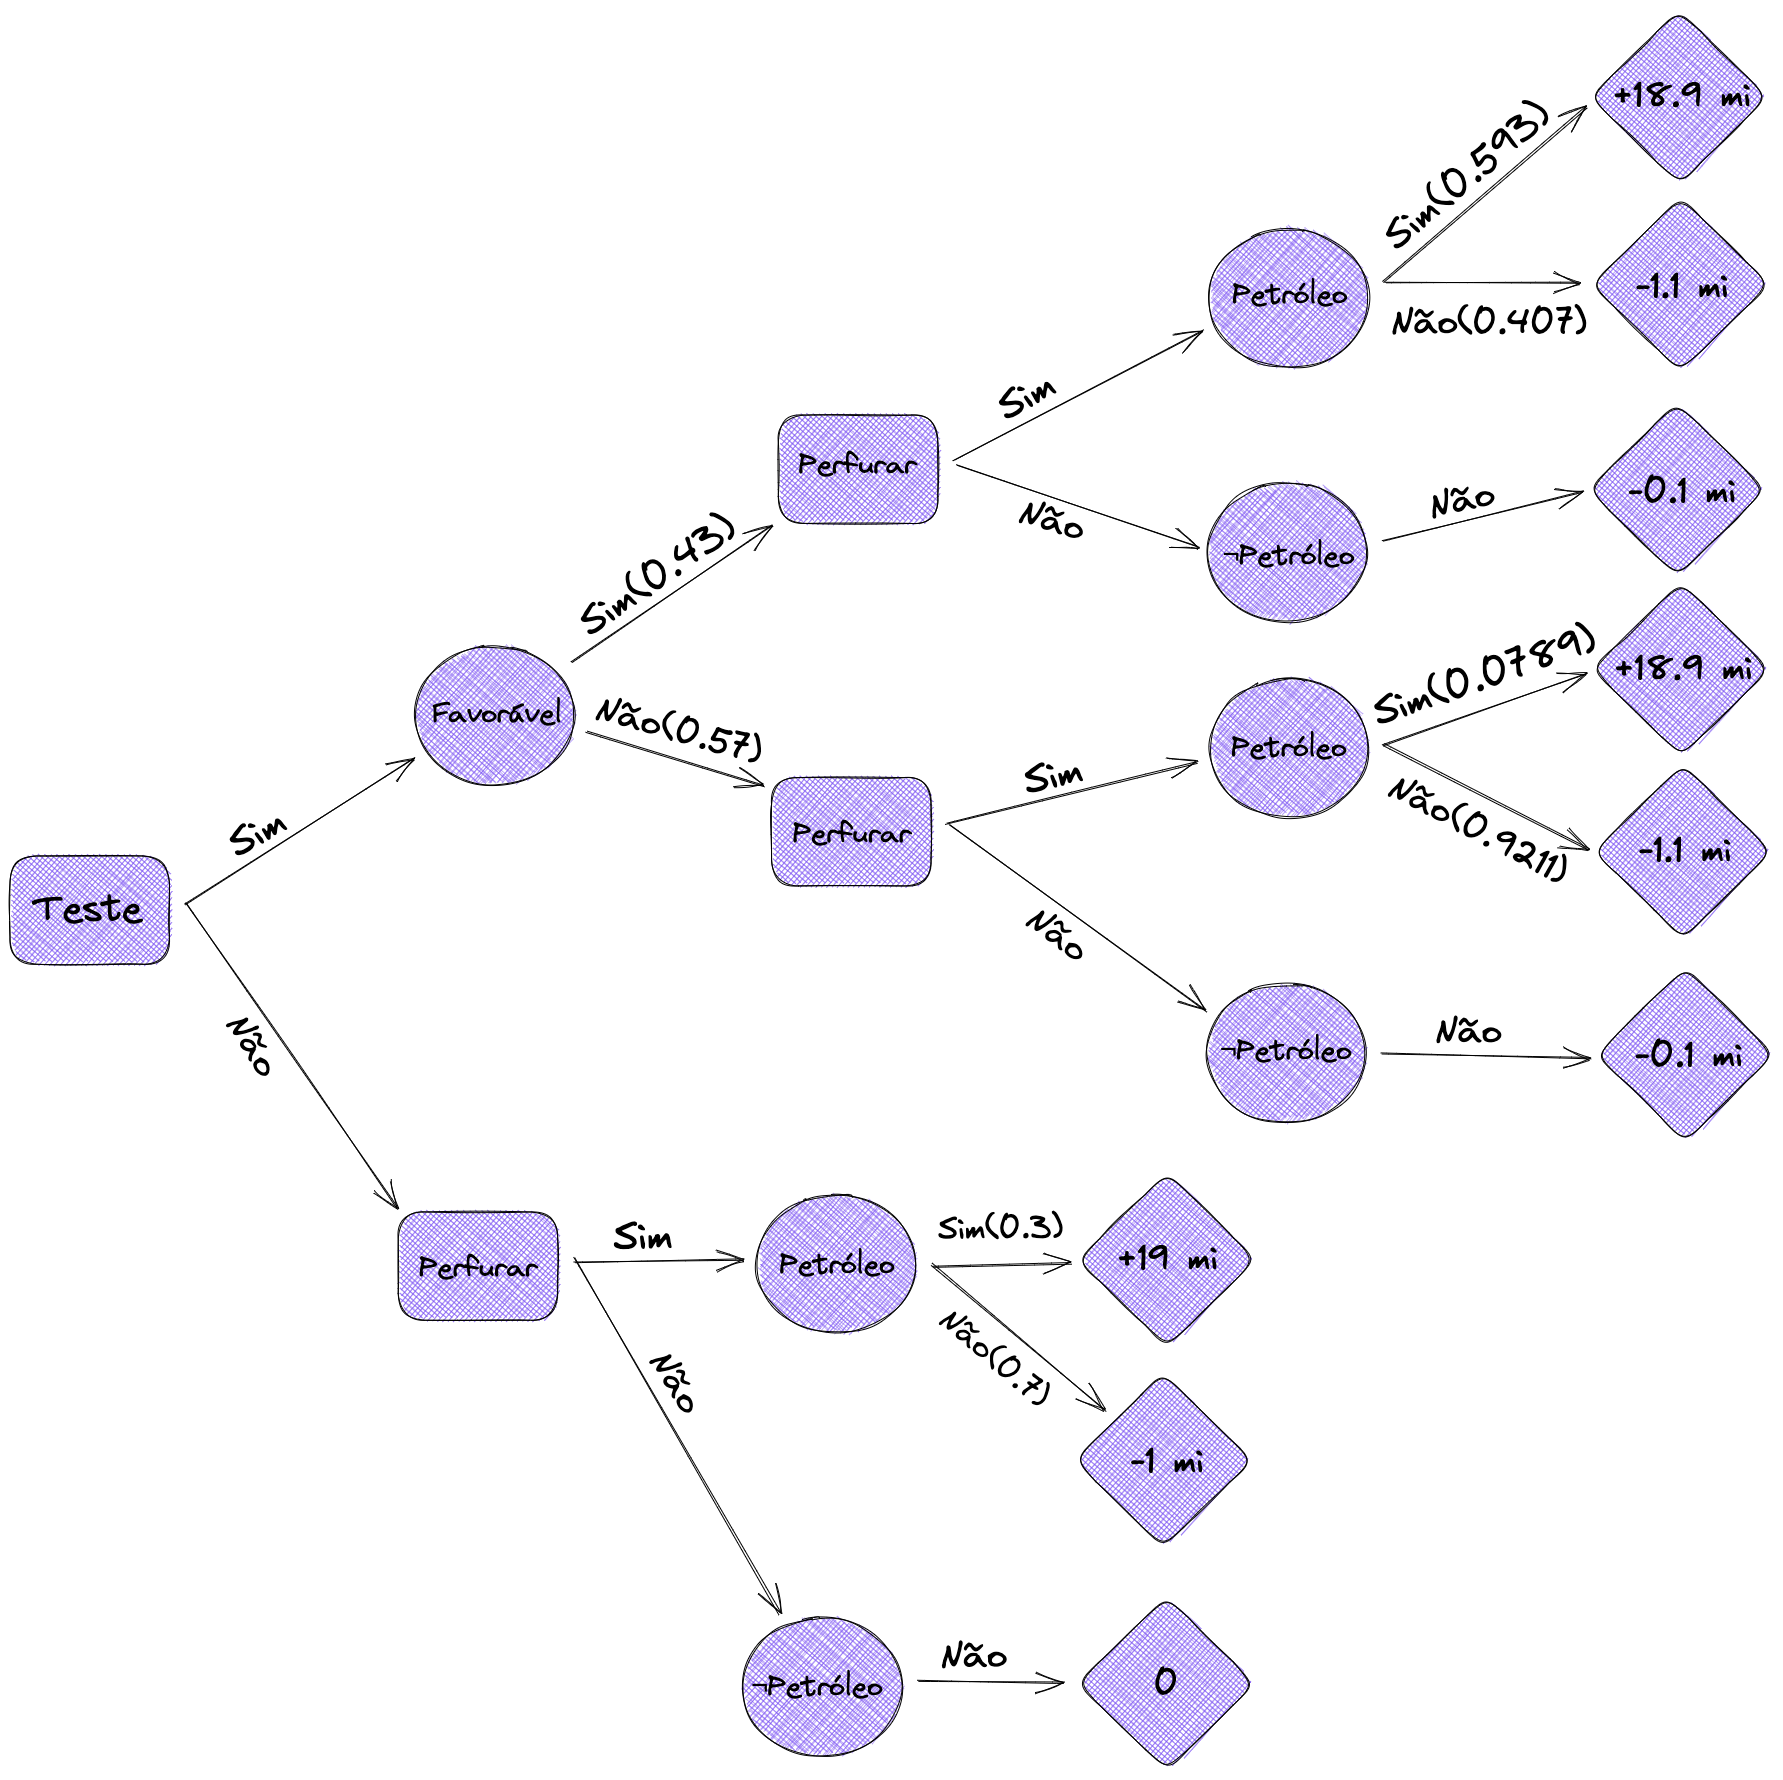 +18.9 mi
Sim(0.593)
-1.1 mi
Petróleo
Não(0.407)
Sim
Perfurar
-0.1 mi
Não
Não
¬Petróleo
Sim(0.43)
+18.9 mi
Sim(0.0789)
Favorável
Não(0.57)
Petróleo
Sim
Perfurar
Não(0.9211)
-1.1 mi
Sim
Teste
Não
Não
¬Petróleo
-0.1 mi
Não
Sim
Sim(0.3)
+19 mi
Perfurar
Petróleo
Não(0.7)
Não
-1 mi
Não
¬Petróleo
0